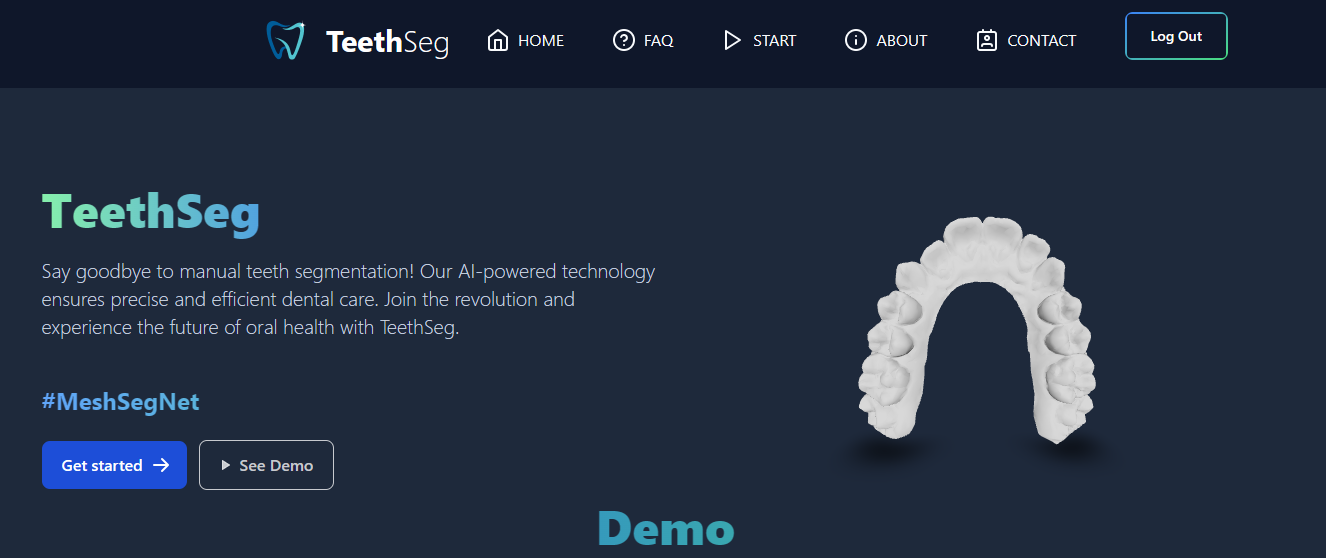 TeethSeg
HOME
FAQ
START
ABOUT
CONTACT
Log Out
TeethSeg
Say goodbye to manual teeth segmentation! Our AI-powered technology
ensures precise and efficient dental care. Join the revolution and
experience the future of oral health with TeethSeg.
#MeshSegNet
Get started
See Demo
Demo